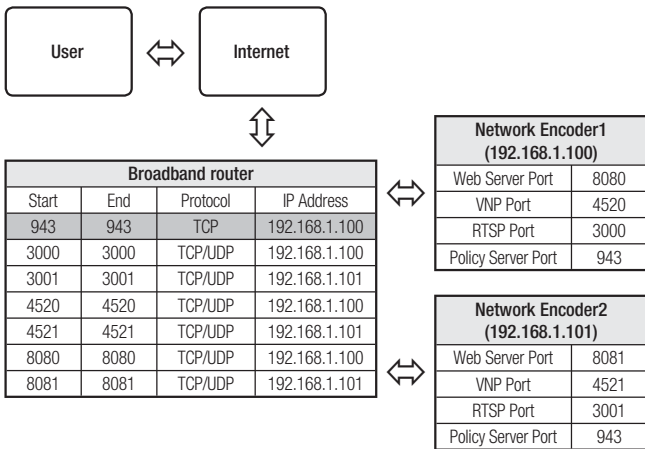 User
Internet
Broadband router
Start End Protocol IP Address
943 943 TCP 192.168.1.100
3000 3000 TCP/UDP 192.168.1.100
3001 3001 TCP/UDP 192.168.1.101
4520 4520 TCP/UDP 192.168.1.100
4521 4521 TCP/UDP 192.168.1.101
8080 8080 TCP/UDP 192.168.1.100
8081 8081 TCP/UDP 192.168.1.101
Network Encoder1
(192.168.1.100)
Web Server Port 8080
VNP Port 4520
RTSP Port 3000
Policy Server Port 943
Network Encoder2
(192.168.1.101)
Web Server Port 8081
VNP Port 4521
RTSP Port 3001
Policy Server Port 943